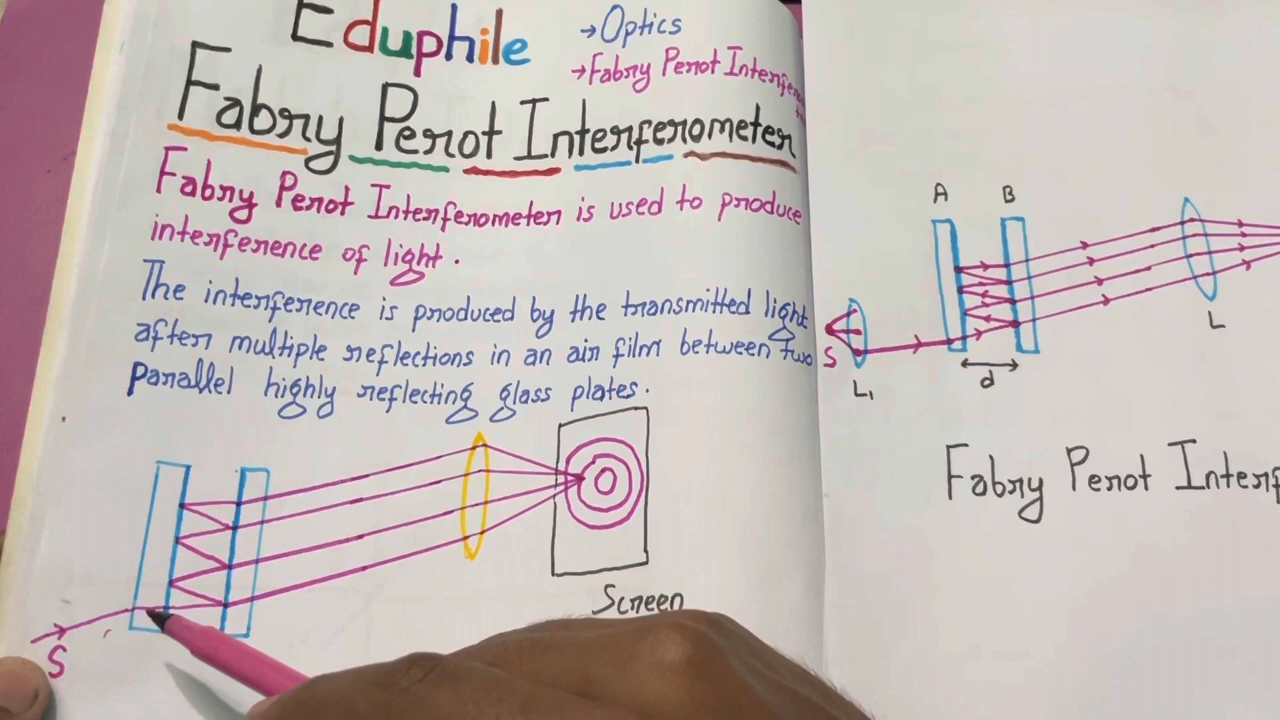 Eduphile
→Optics
→Fabry Perot
Fabry Perot Interferometer
Fabry Perot Interferometer is used to produce
interference of light.
The interference is produced by the transmitted light
after multiple reflections in an air film between two
Parallel highly reflecting glass plates.
S
Screen
A B
S
L₁
d
L
Fabry Perot